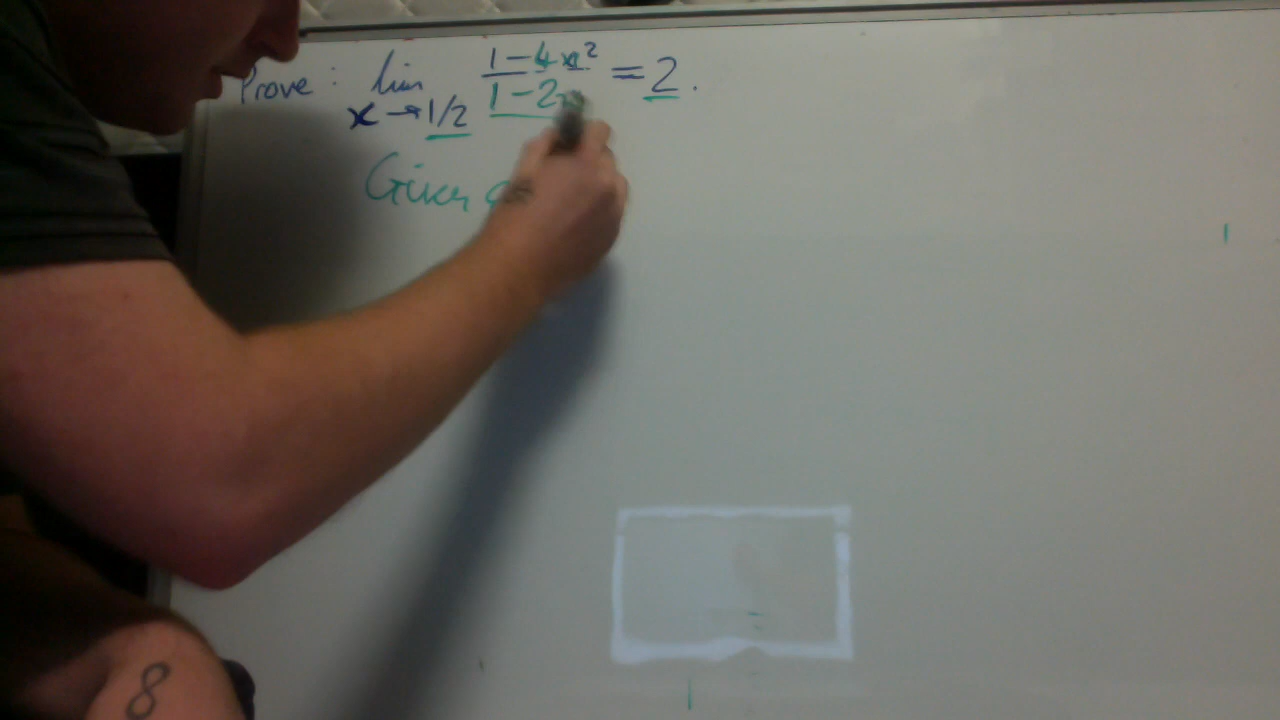 Prove : lim 1-4x² = 2.
x → 1/2 1-2x
Given